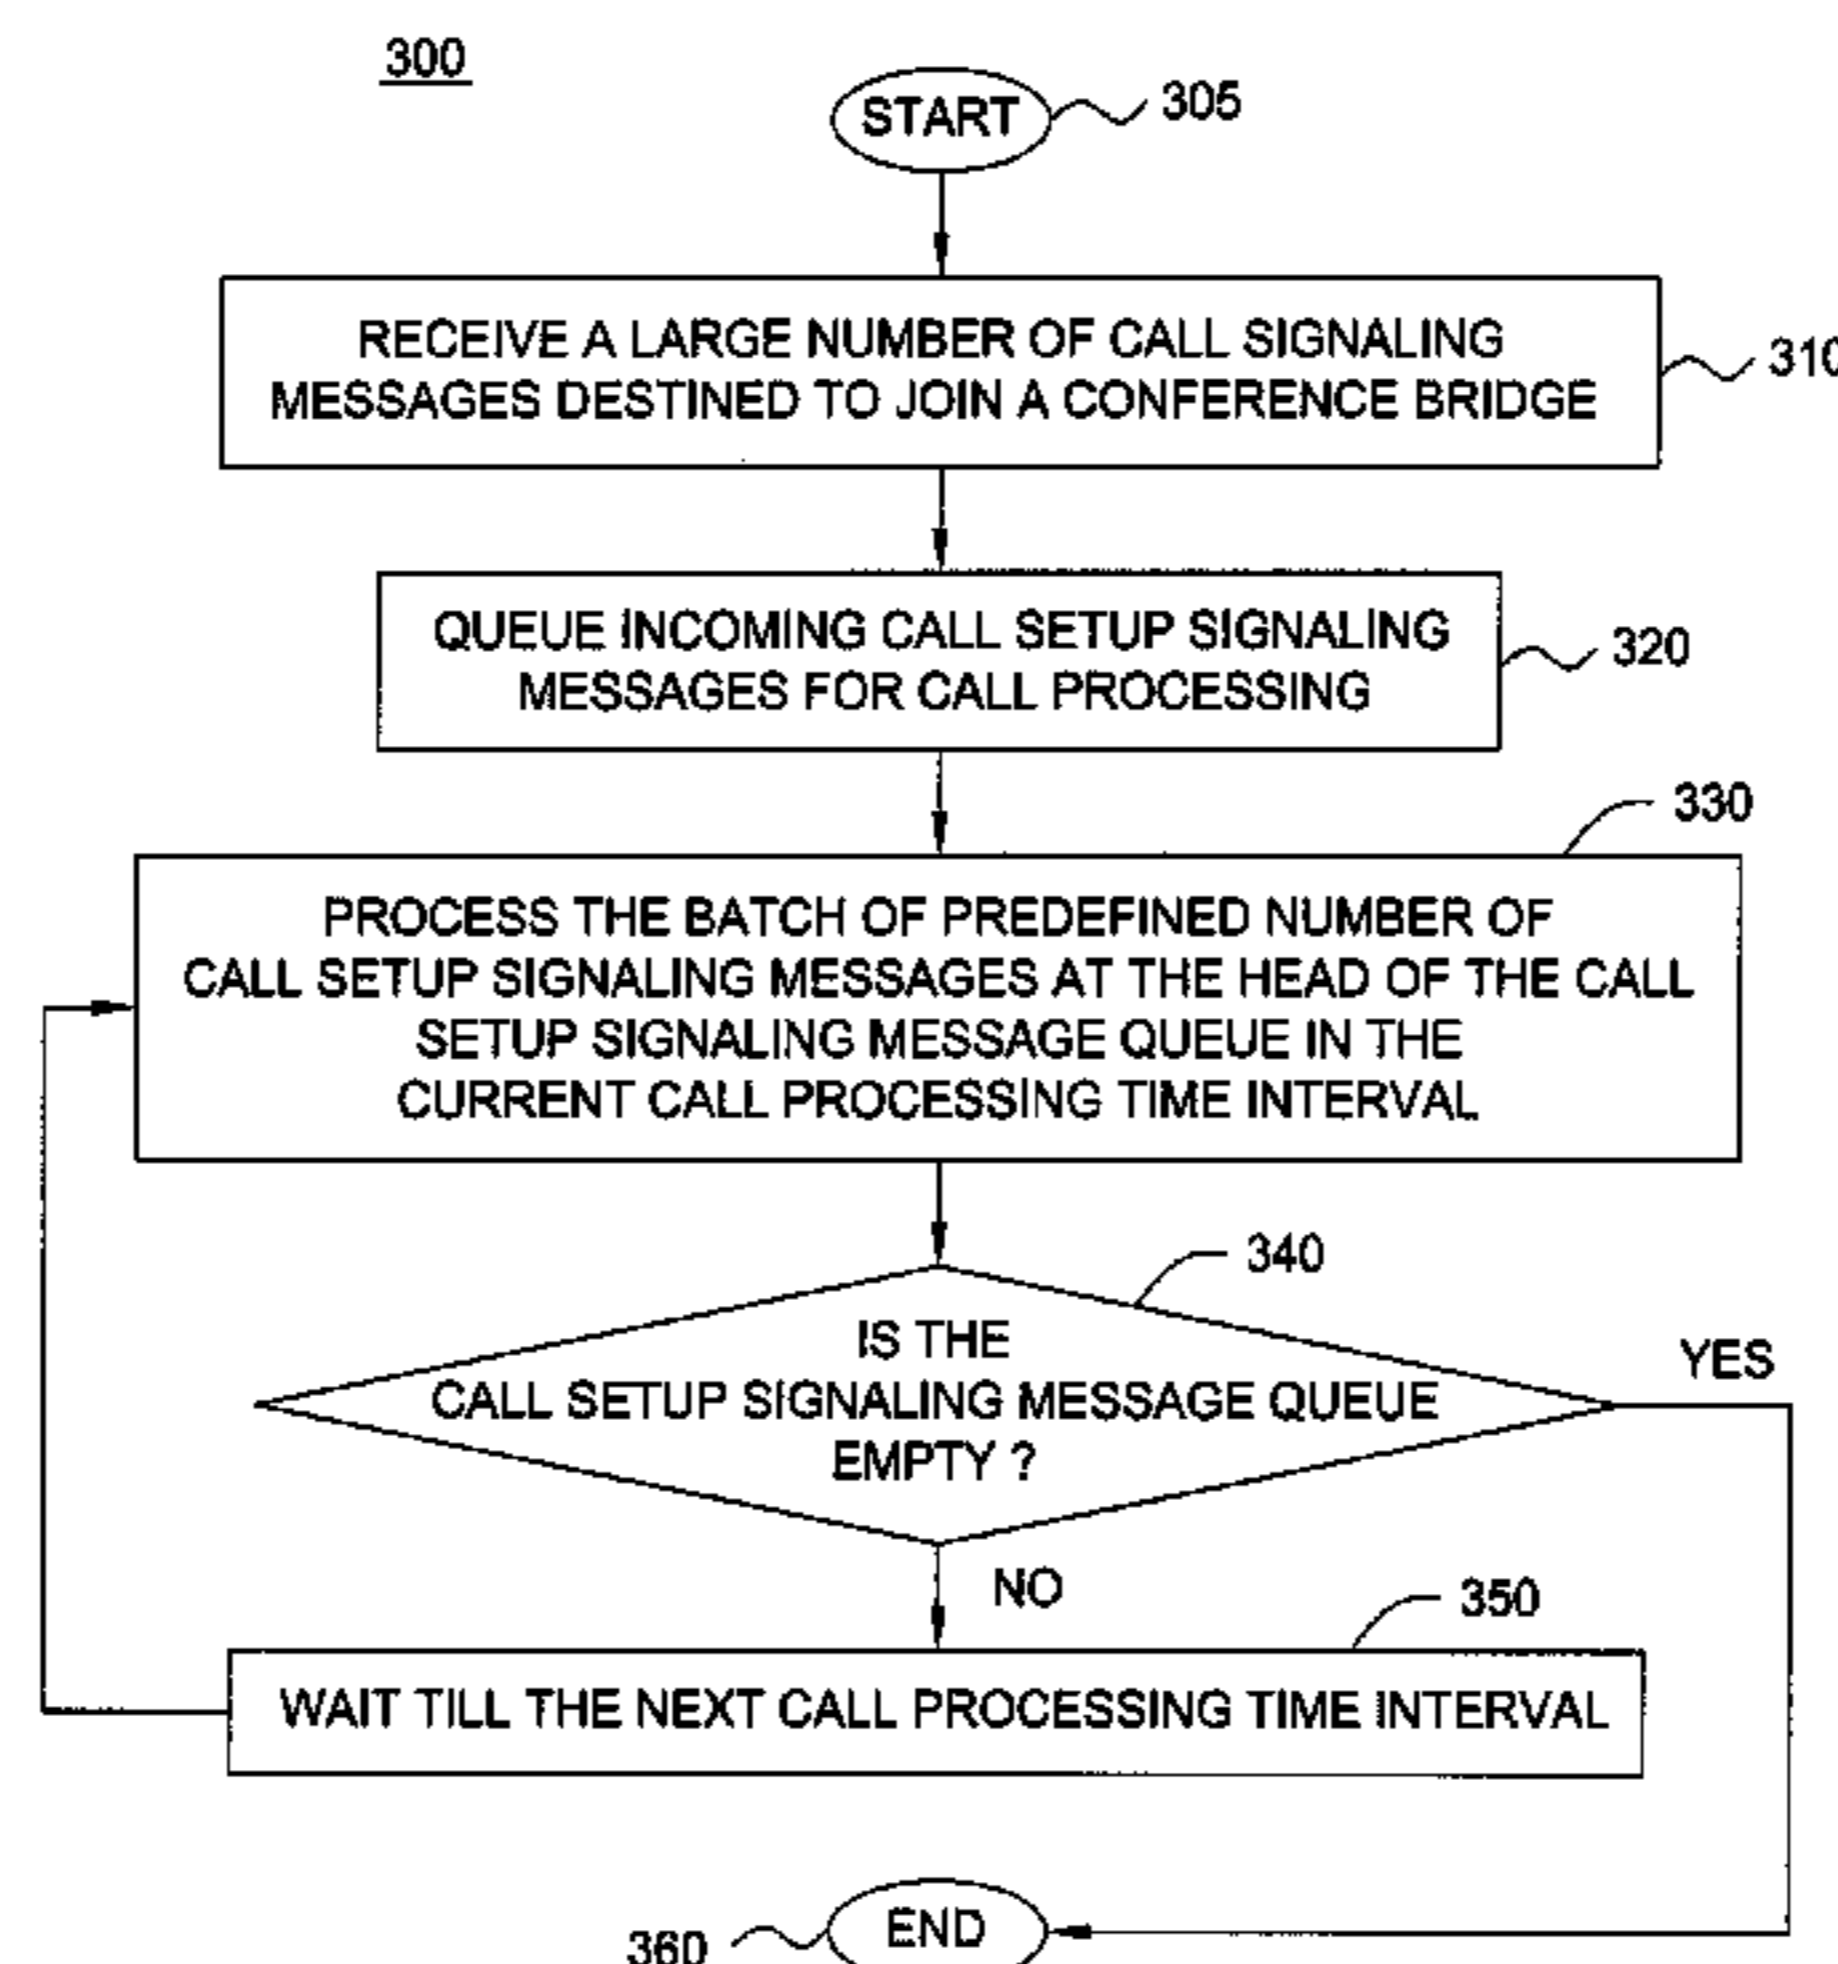 300
START
305
RECEIVE A LARGE NUMBER OF CALL SIGNALING
MESSAGES DESTINED TO JOIN A CONFERENCE BRIDGE
310
QUEUE INCOMING CALL SETUP SIGNALING
MESSAGES FOR CALL PROCESSING
320
330
PROCESS THE BATCH OF PREDEFINED NUMBER OF
CALL SETUP SIGNALING MESSAGES AT THE HEAD OF THE CALL
SETUP SIGNALING MESSAGE QUEUE IN THE
CURRENT CALL PROCESSING TIME INTERVAL
340
IS THE
CALL SETUP SIGNALING MESSAGE QUEUE
EMPTY ?
YES
NO
350
WAIT TILL THE NEXT CALL PROCESSING TIME INTERVAL
END
360